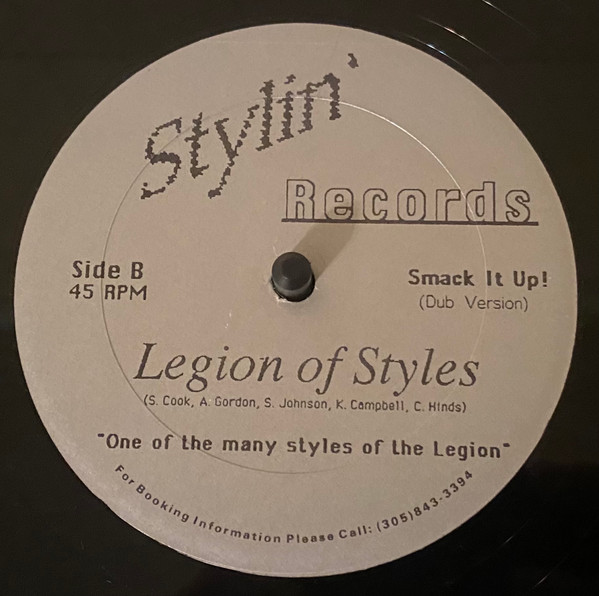 Stylin'
Records
Side B
45 RPM
Smack It Up!
(Dub Version)
Legion of Styles
(S. Cook, A. Gordon, S. Johnson, K. Campbell, C. Hinds)
"One of the many styles of the Legion"
For Booking Information Please Call: (305)843-3394